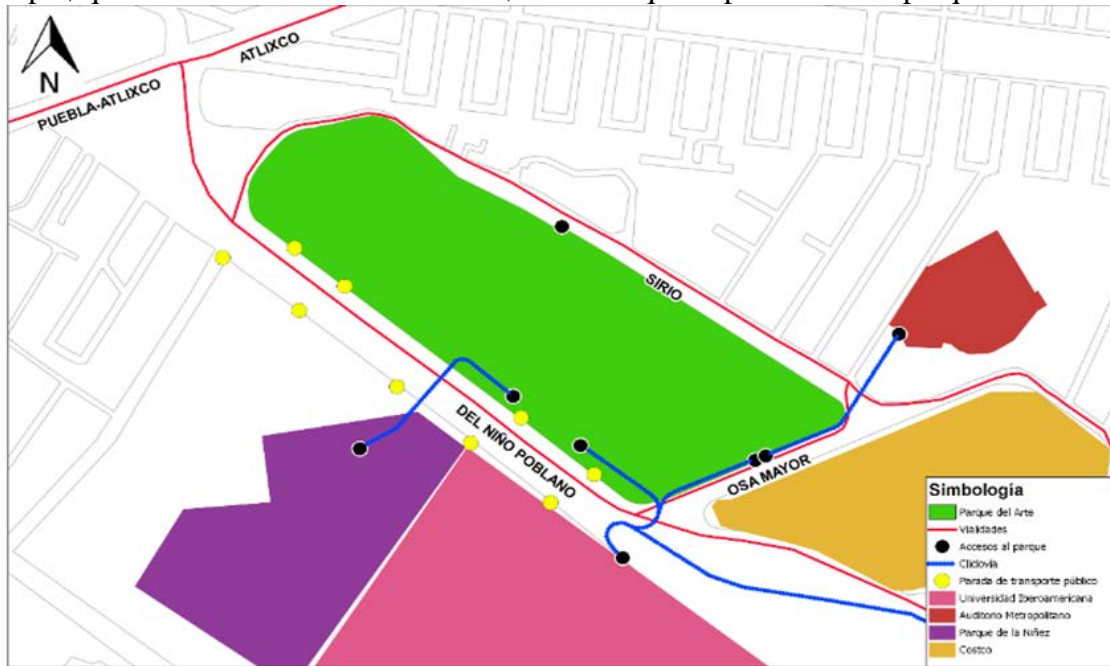 N
PUEBLA-ATLIXCO
ATLIXCO
SIRIO
DEL NIÑO POBLANO
OSA MAYOR
Simbología
Parque del Arte
Vialidades
Accesos al parque
Ciclovía
Parada de transporte público
Universidad Iberoamericana
Auditorio Metropolitano
Parque de la Niñez
Costco